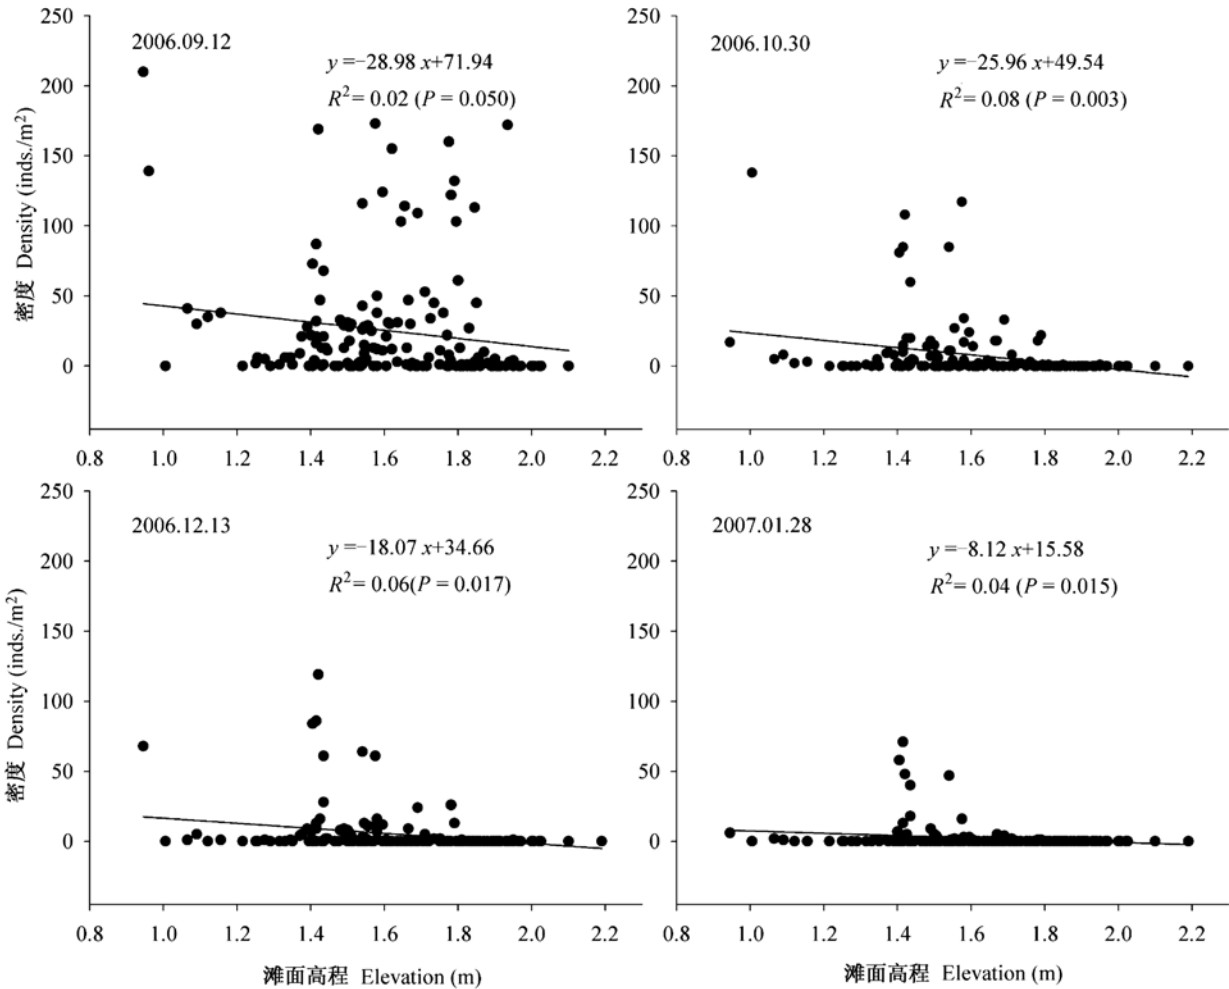 250
200
150
100
50
0
密度 Density (inds./m²)
2006.09.12
y =−28.98 x+71.94
R²= 0.02 (P = 0.050)
0.8 1.0 1.2 1.4 1.6 1.8 2.0 2.2
250
200
150
100
50
0
2006.10.30
y =−25.96 x+49.54
R²= 0.08 (P = 0.003)
0.8 1.0 1.2 1.4 1.6 1.8 2.0 2.2
250
200
150
100
50
0
密度 Density (inds./m²)
2006.12.13
y =−18.07 x+34.66
R²= 0.06(P = 0.017)
0.8 1.0 1.2 1.4 1.6 1.8 2.0 2.2
滩面高程 Elevation (m)
250
200
150
100
50
0
2007.01.28
y =−8.12 x+15.58
R²= 0.04 (P = 0.015)
0.8 1.0 1.2 1.4 1.6 1.8 2.0 2.2
滩面高程 Elevation (m)